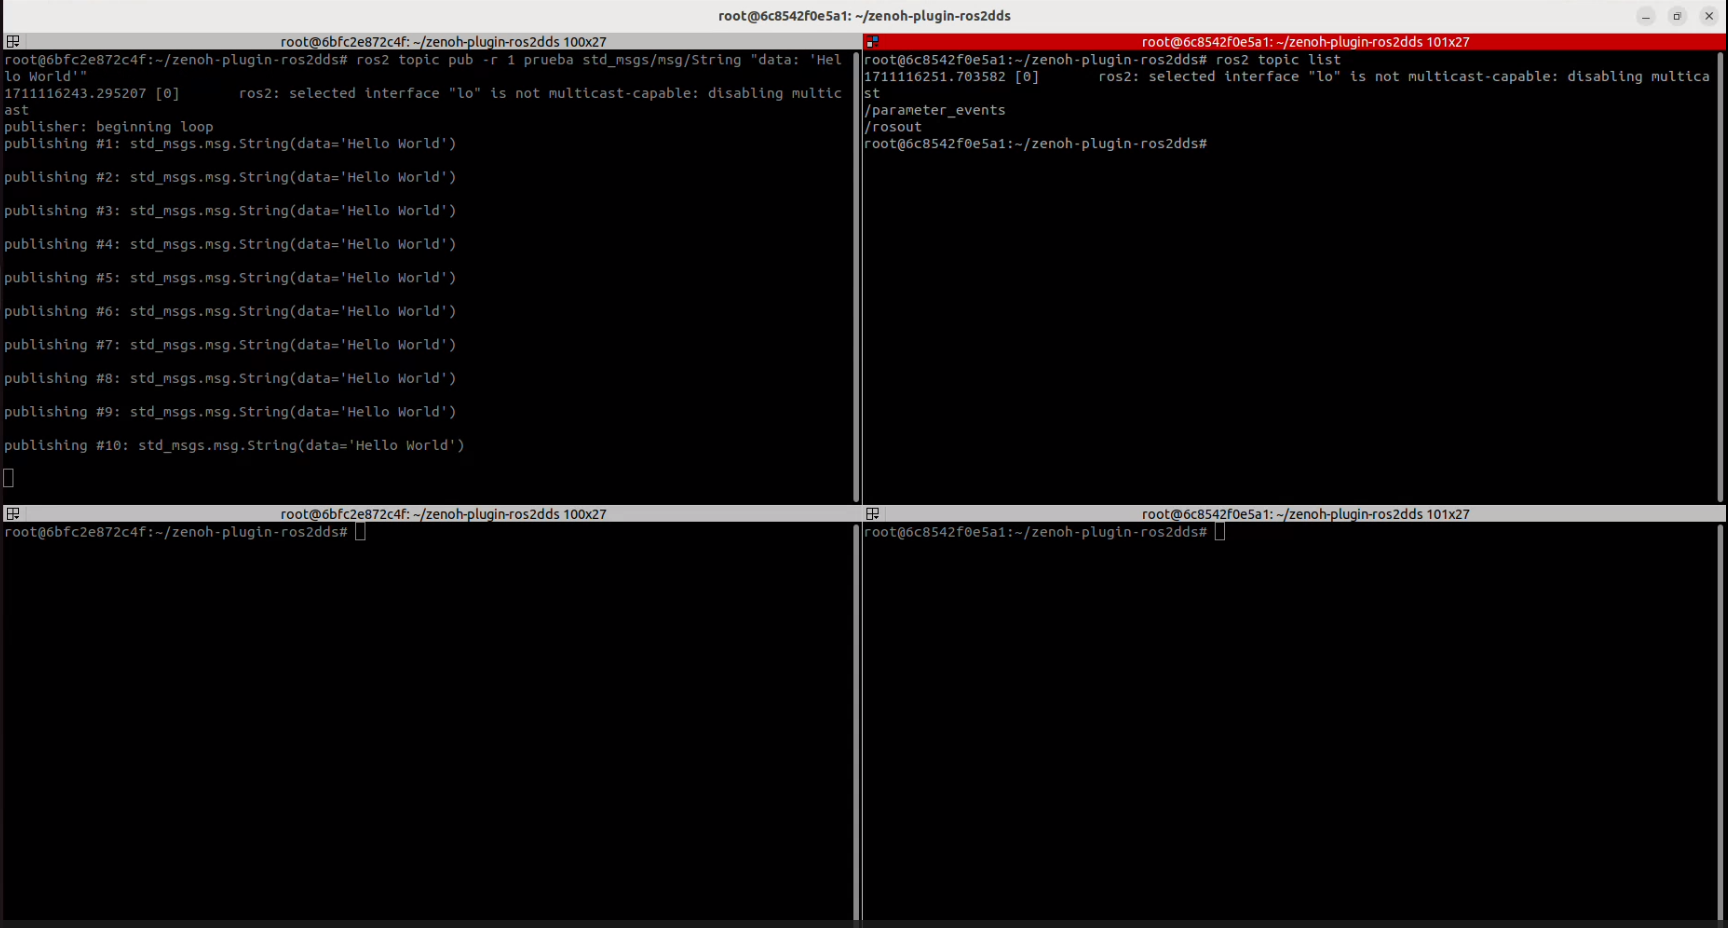 root@6c8542f0e5a1: ~/zenoh-plugin-ros2dds
root@6bfc2e872c4f: ~/zenoh-plugin-ros2dds 100x27
root@6bfc2e872c4f:~/zenoh-plugin-ros2dds# ros2 topic pub -r 1 prueba std_msgs/msg/String "data: 'Hel
lo World'"
1711116243.295207 [0]       ros2: selected interface "lo" is not multicast-capable: disabling multic
ast
publisher: beginning loop
publishing #1: std_msgs.msg.String(data='Hello World')
publishing #2: std_msgs.msg.String(data='Hello World')
publishing #3: std_msgs.msg.String(data='Hello World')
publishing #4: std_msgs.msg.String(data='Hello World')
publishing #5: std_msgs.msg.String(data='Hello World')
publishing #6: std_msgs.msg.String(data='Hello World')
publishing #7: std_msgs.msg.String(data='Hello World')
publishing #8: std_msgs.msg.String(data='Hello World')
publishing #9: std_msgs.msg.String(data='Hello World')
publishing #10: std_msgs.msg.String(data='Hello World')
root@6c8542f0e5a1: ~/zenoh-plugin-ros2dds 101x27
root@6c8542f0e5a1:~/zenoh-plugin-ros2dds# ros2 topic list
1711116251.703582 [0]       ros2: selected interface "lo" is not multicast-capable: disabling multica
st
/parameter_events
/rosout
root@6c8542f0e5a1:~/zenoh-plugin-ros2dds#
root@6bfc2e872c4f: ~/zenoh-plugin-ros2dds 100x27
root@6bfc2e872c4f:~/zenoh-plugin-ros2dds#
root@6c8542f0e5a1: ~/zenoh-plugin-ros2dds 101x27
root@6c8542f0e5a1:~/zenoh-plugin-ros2dds#